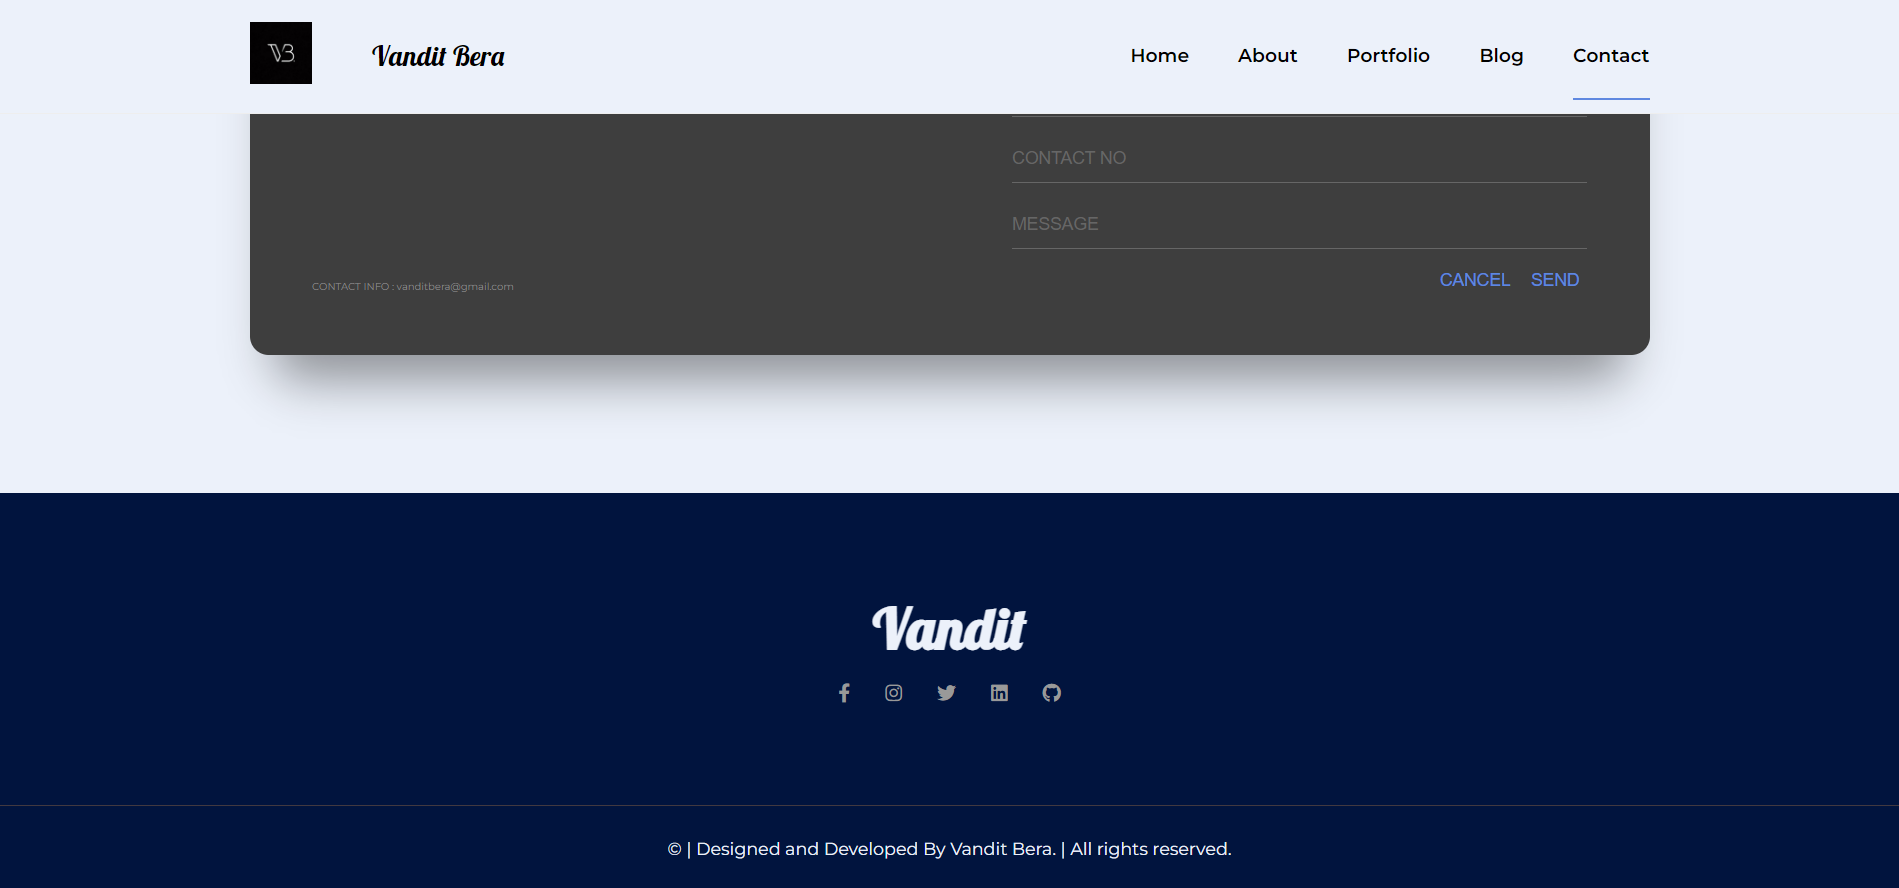 VB
Vandit Bera
Home About Portfolio Blog Contact
CONTACT NO
MESSAGE
CONTACT INFO : vanditbera@gmail.com
CANCEL SEND
Vandit
© | Designed and Developed By Vandit Bera. | All rights reserved.